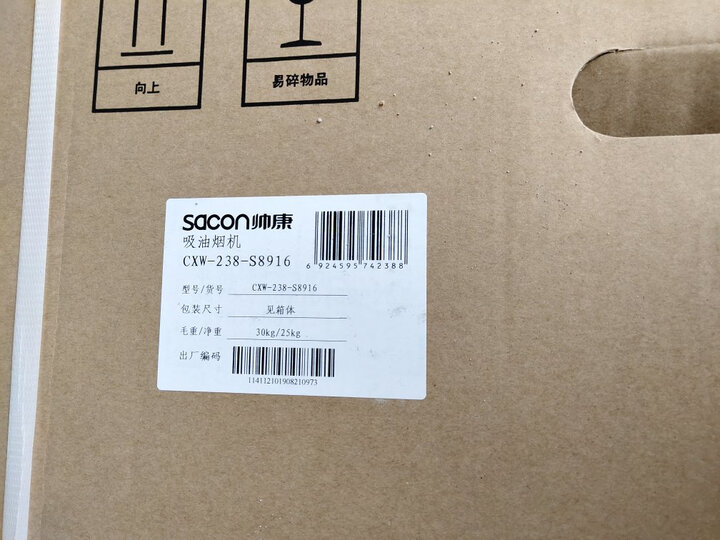 向上
易碎物品
sacon帅康
吸油烟机
CXW-238-S8916
6 924595 742388
型号/货号 CXW-238-S8916
包装尺寸 见箱体
毛重/净重 30kg/25kg
出厂编码
114112101908210973